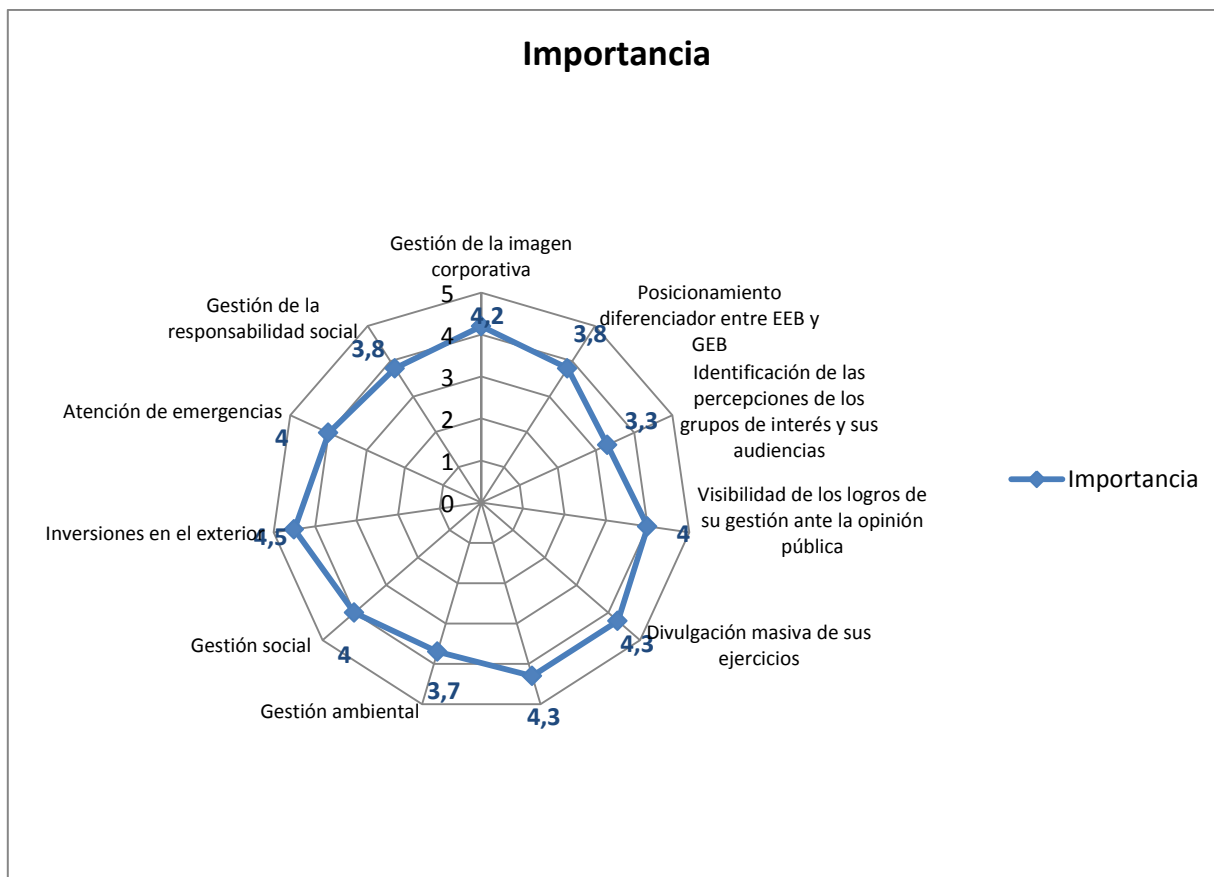 Importancia
Gestión de la imagen
corporativa
Posicionamiento
diferenciador entre EEB y
GEB
Identificación de las
percepciones de los
grupos de interés y sus
audiencias
Visibilidad de los logros de
su gestión ante la opinión
pública
Divulgación masiva de sus
ejercicios
Gestión ambiental
Gestión social
Inversiones en el exterior
Atención de emergencias
Gestión de la
responsabilidad social
5
4
3
2
1
0
4,2
3,8
3,3
4
4,3
4,3
3,7
4
4,5
4
3,8
Importancia